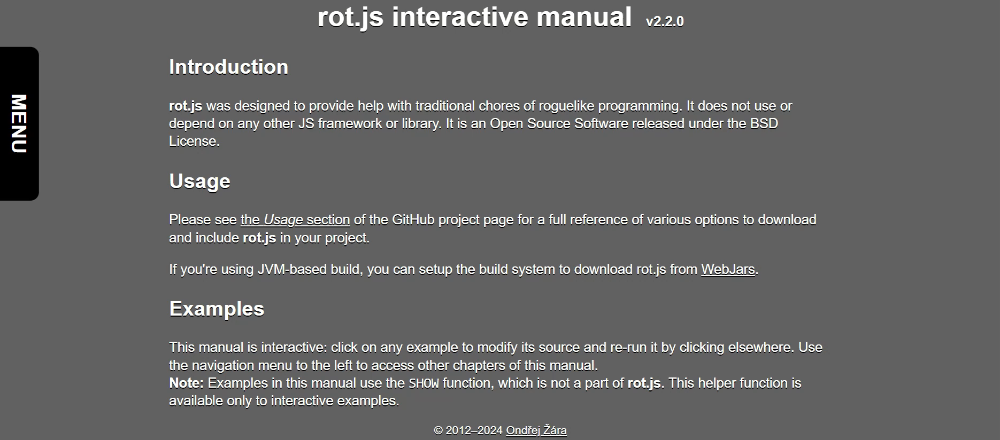 rot.js interactive manual v2.2.0
MENU
Introduction
rot.js was designed to provide help with traditional chores of roguelike programming. It does not use or
depend on any other JS framework or library. It is an Open Source Software released under the BSD
License.
Usage
Please see the Usage section of the GitHub project page for a full reference of various options to download
and include rot.js in your project.
If you're using JVM-based build, you can setup the build system to download rot.js from WebJars.
Examples
This manual is interactive: click on any example to modify its source and re-run it by clicking elsewhere. Use
the navigation menu to the left to access other chapters of this manual.
Note: Examples in this manual use the SHOW function, which is not a part of rot.js. This helper function is
available only to interactive examples.
© 2012–2024 Ondřej Žára